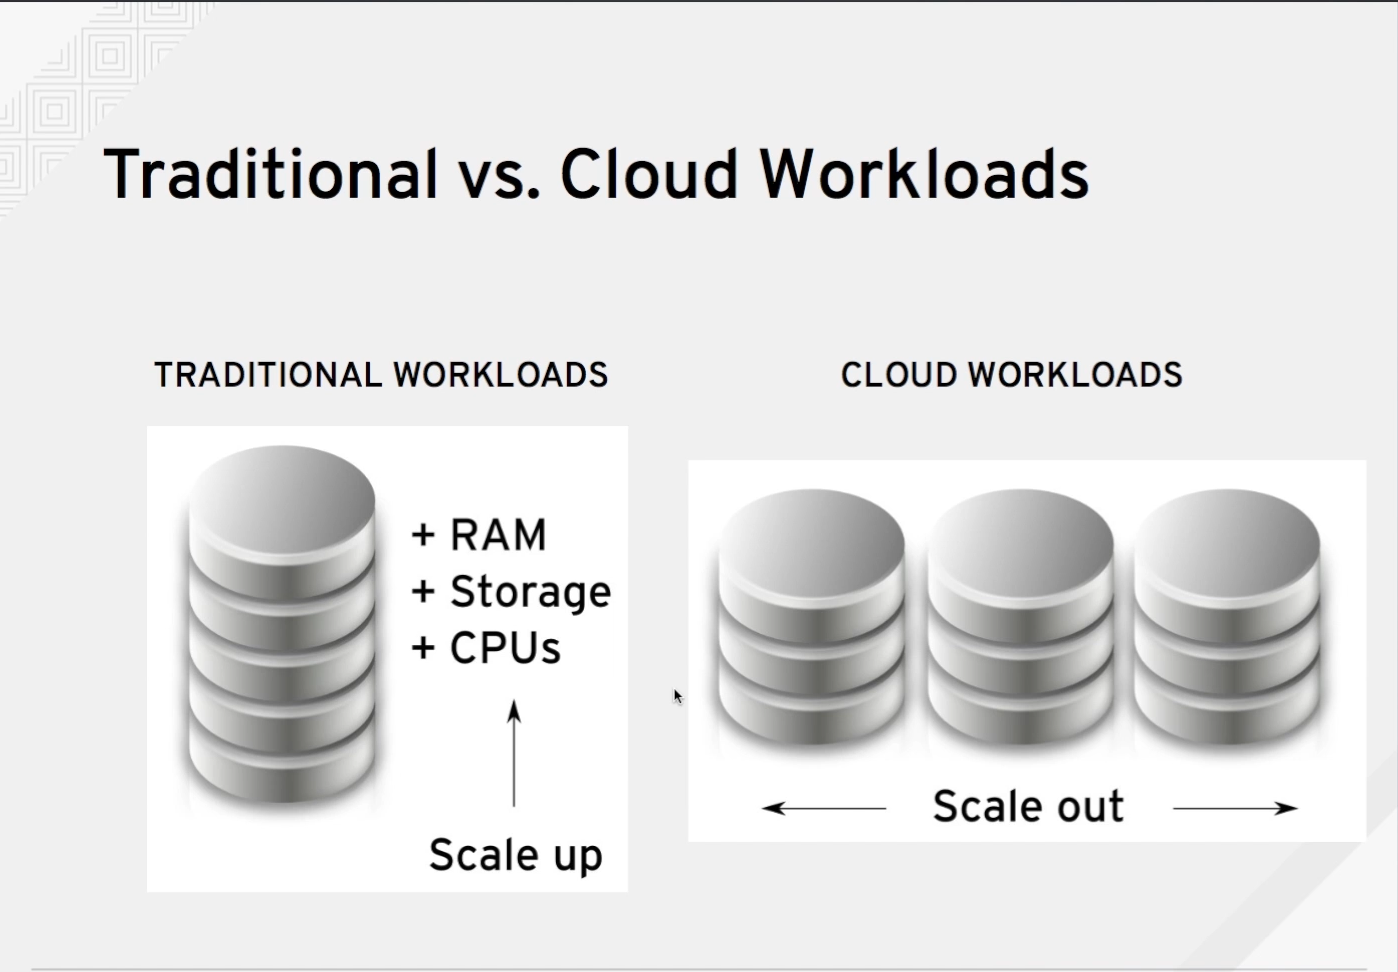 Traditional vs. Cloud Workloads
TRADITIONAL WORKLOADS
+ RAM
+ Storage
+ CPUs
Scale up
CLOUD WORKLOADS
Scale out